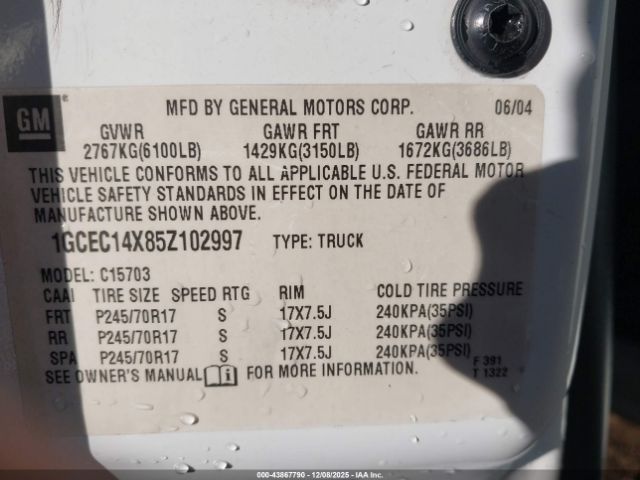 GM
MFD BY GENERAL MOTORS CORP. 06/04
GVWR GAWR FRT GAWR RR
2767KG(6100LB) 1429KG(3150LB) 1672KG(3686LB)
THIS VEHICLE CONFORMS TO ALL APPLICABLE U.S. FEDERAL MOTOR
VEHICLE SAFETY STANDARDS IN EFFECT ON THE DATE OF
MANUFACTURE SHOWN ABOVE.
1GCEC14X85Z102997 TYPE: TRUCK
MODEL: C15703
TIRE SIZE SPEED RTG RIM COLD TIRE PRESSURE
FRT P245/70R17 S 17X7.5J 240KPA(35PSI)
RR P245/70R17 S 17X7.5J 240KPA(35PSI)
SPA P245/70R17 S 17X7.5J 240KPA(35PSI)
SEE OWNER'S MANUAL FOR MORE INFORMATION.
F 391
T 1322
000-43867790 - 12/08/2025 - IAA, Inc.